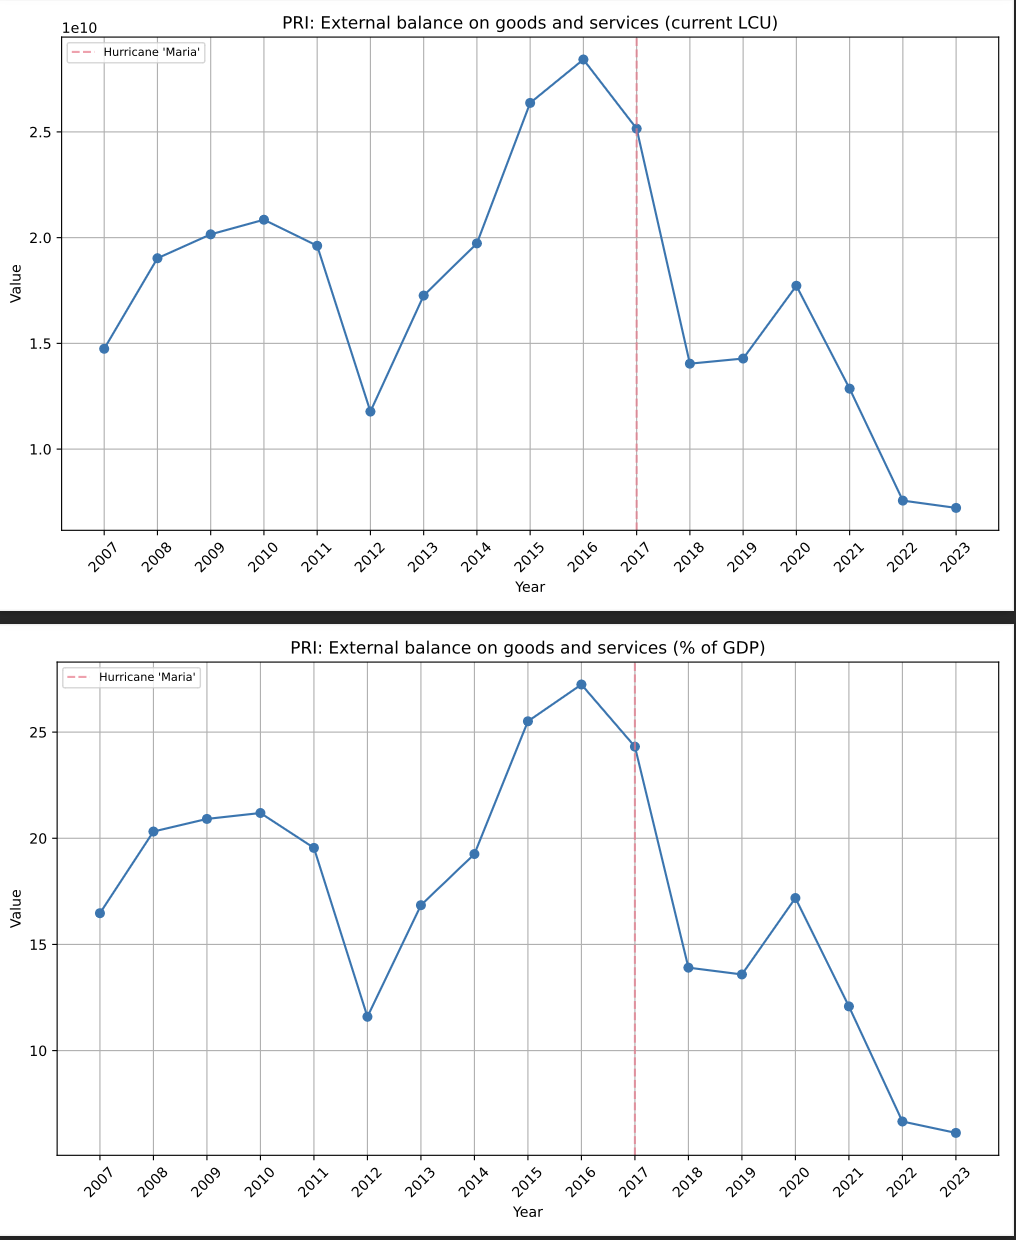 PRI: External balance on goods and services (current LCU)
1e10
Hurricane 'Maria'
2.5
2.0
1.5
1.0
Value
2007 2008 2009 2010 2011 2012 2013 2014 2015 2016 2017 2018 2019 2020 2021 2022 2023
Year
PRI: External balance on goods and services (% of GDP)
Hurricane 'Maria'
25
20
15
10
Value
2007 2008 2009 2010 2011 2012 2013 2014 2015 2016 2017 2018 2019 2020 2021 2022 2023
Year